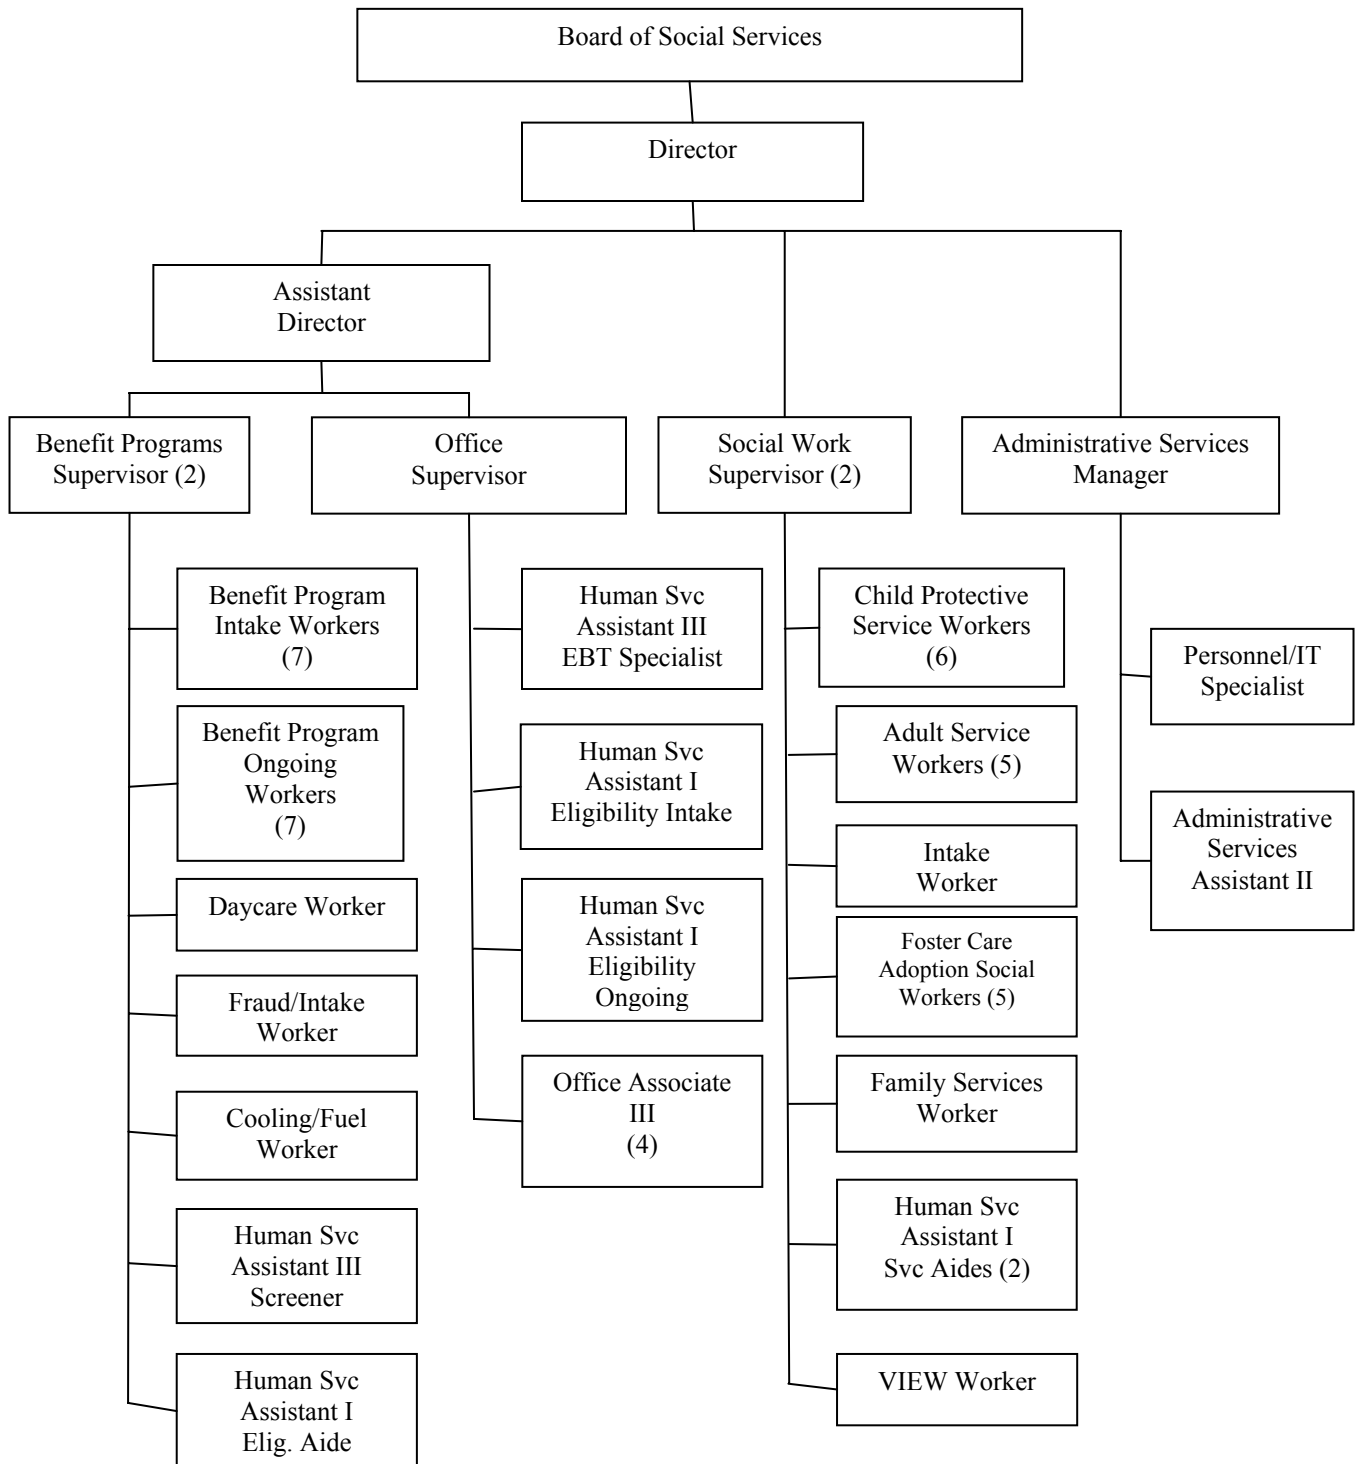 Board of Social Services
Director
Assistant
Director
Benefit Programs
Supervisor (2)
Office
Supervisor
Social Work
Supervisor (2)
Administrative Services
Manager
Benefit Program
Intake Workers
(7)
Benefit Program
Ongoing
Workers
(7)
Daycare Worker
Fraud/Intake
Worker
Cooling/Fuel
Worker
Human Svc
Assistant III
Screener
Human Svc
Assistant I
Elig. Aide
Human Svc
Assistant III
EBT Specialist
Human Svc
Assistant I
Eligibility Intake
Human Svc
Assistant I
Eligibility
Ongoing
Office Associate
III
(4)
Child Protective
Service Workers
(6)
Adult Service
Workers (5)
Intake
Worker
Foster Care
Adoption Social
Workers (5)
Family Services
Worker
Human Svc
Assistant I
Svc Aides (2)
VIEW Worker
Personnel/IT
Specialist
Administrative
Services
Assistant II